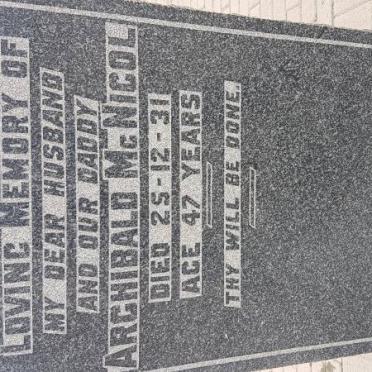 LOVING MEMORY OF
MY DEAR HUSBAND
AND OUR DADDY
ARCHIBALD McNICOL
DIED 25-12-31
AGE 47 YEARS
THY WILL BE DONE.